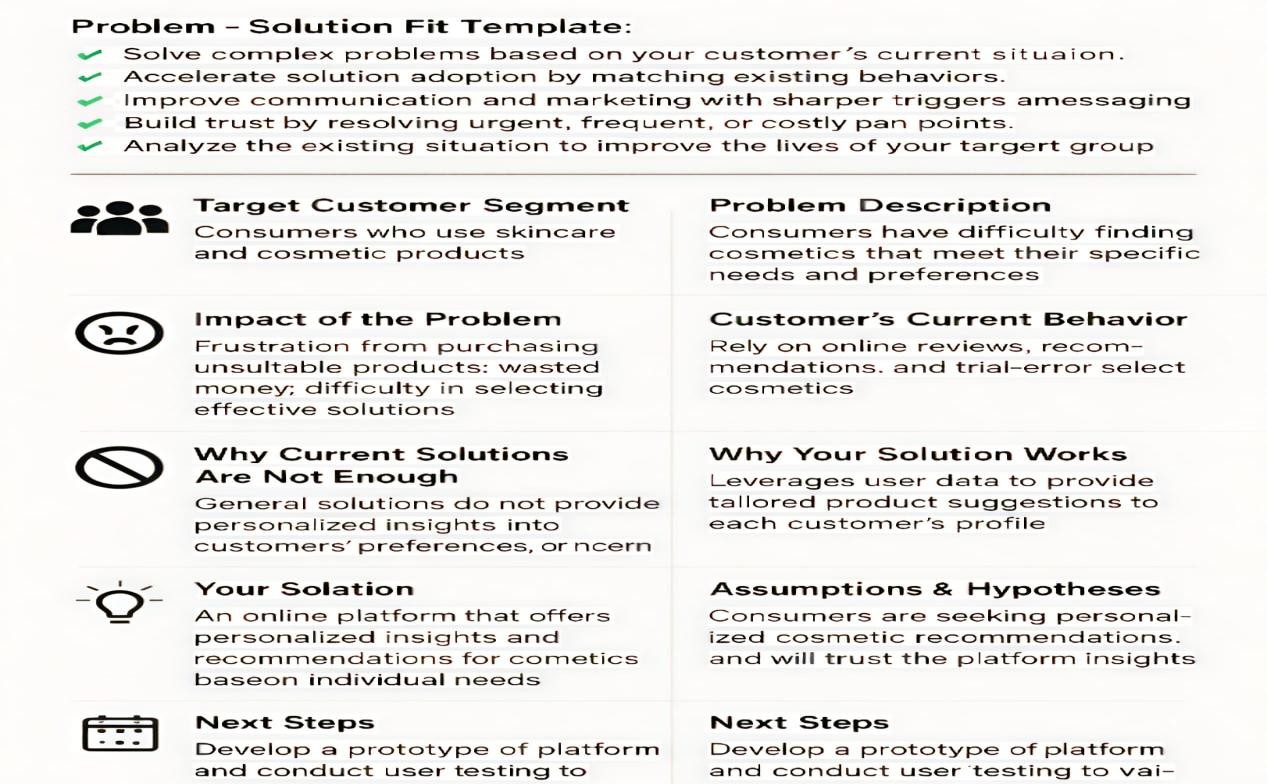 Problem – Solution Fit Template:
Solve complex problems based on your customer's current situaion.
Accelerate solution adoption by matching existing behaviors.
Improve communication and marketing with sharper triggers amessaging
Build trust by resolving urgent, frequent, or costly pan points.
Analyze the existing situation to improve the lives of your targert group
Target Customer Segment
Consumers who use skincare
and cosmetic products
Problem Description
Consumers have difficulty finding
cosmetics that meet their specific
needs and preferences
Impact of the Problem
Frustration from purchasing
unsultable products: wasted
money; difficulty in selecting
effective solutions
Customer's Current Behavior
Rely on online reviews, recom-
mendations. and trial-error select
cosmetics
Why Current Solutions
Are Not Enough
General solutions do not provide
personalized insights into
customers' preferences, or ncern
Why Your Solution Works
Leverages user data to provide
tailored product suggestions to
each customer's profile
Your Solation
An online platform that offers
personalized insights and
recommendations for cometics
baseon individual needs
Assumptions & Hypotheses
Consumers are seeking personal-
ized cosmetic recommendations.
and will trust the platform insights
Next Steps
Develop a prototype of platform
and conduct user testing to
Next Steps
Develop a prototype of platform
and conduct user testing to vai-